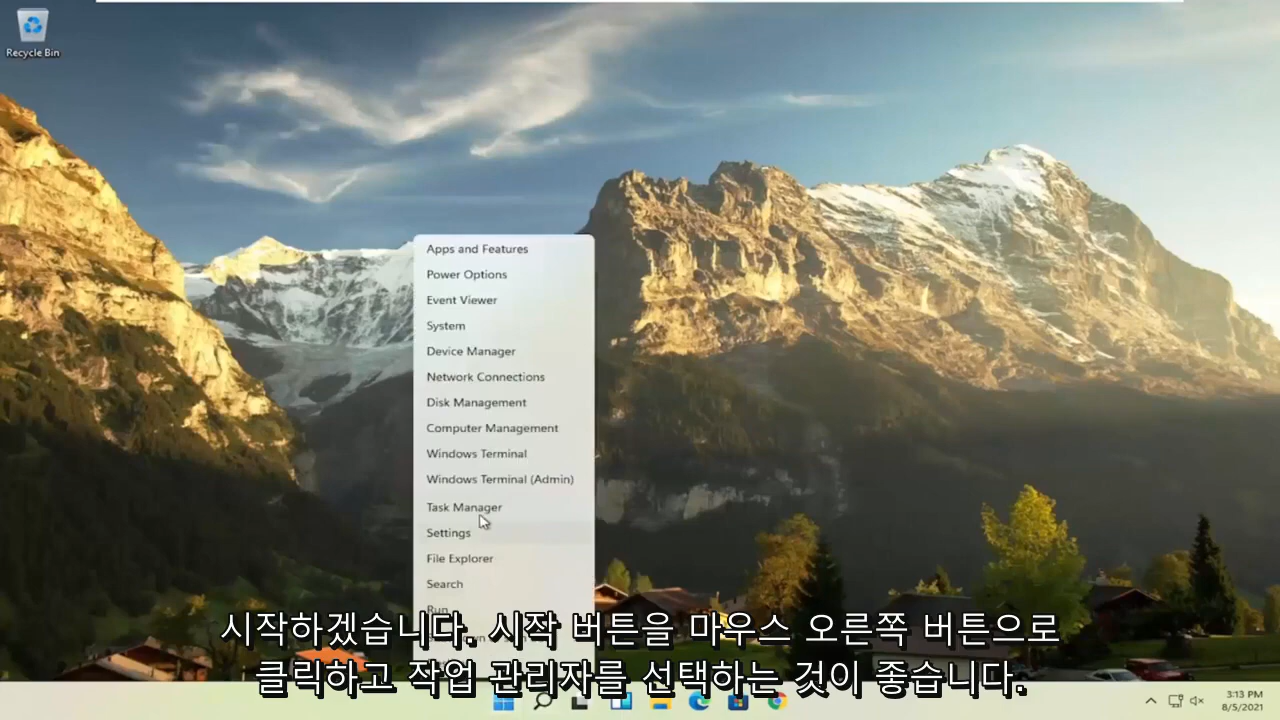 Recycle Bin
Apps and Features
Power Options
Event Viewer
System
Device Manager
Network Connections
Disk Management
Computer Management
Windows Terminal
Windows Terminal (Admin)
Task Manager
Settings
File Explorer
Search
Run
시작하겠습니다. 시작 버튼을 마우스 오른쪽 버튼으로
클릭하고 작업 관리자를 선택하는 것이 좋습니다.
3:13 PM
8/5/2021